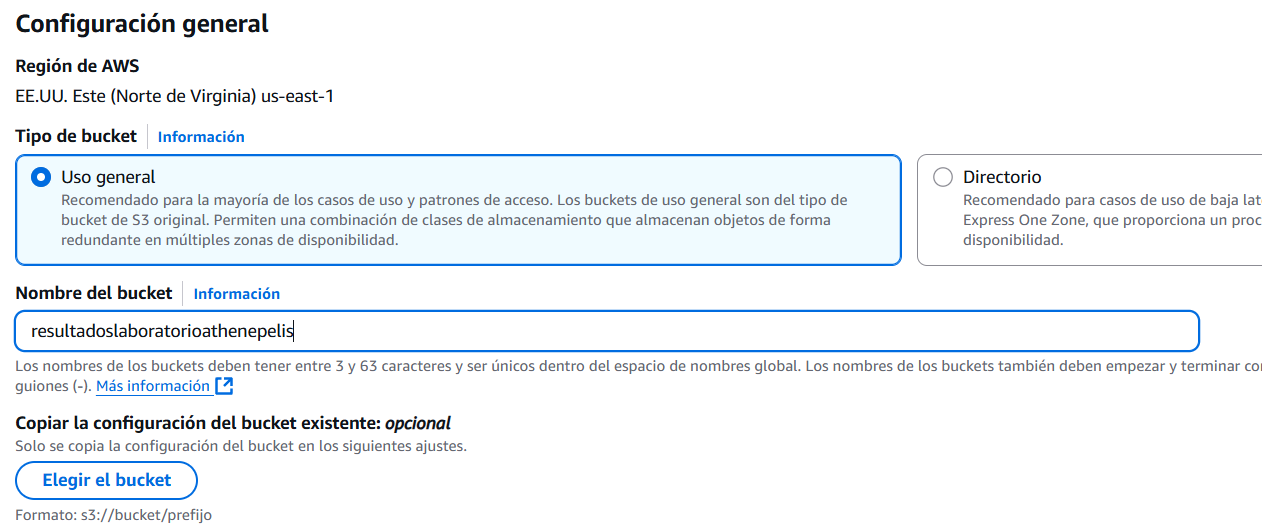 Configuración general
Región de AWS
EE.UU. Este (Norte de Virginia) us-east-1
Tipo de bucket Información
Uso general
Recomendado para la mayoría de los casos de uso y patrones de acceso. Los buckets de uso general son del tipo de
bucket de S3 original. Permiten una combinación de clases de almacenamiento que almacenan objetos de forma
redundante en múltiples zonas de disponibilidad.
Directorio
Recomendado para casos de uso de baja
Express One Zone, que proporciona un
disponibilidad.
Nombre del bucket Información
resultadoslaboratorioathenepelis
Los nombres de los buckets deben tener entre 3 y 63 caracteres y ser únicos dentro del espacio de nombres global. Los nombres de los buckets también deben empezar y terminar
guiones (-). Más información
Copiar la configuración del bucket existente: opcional
Solo se copia la configuración del bucket en los siguientes ajustes.
Elegir el bucket
Formato: s3://bucket/prefijo